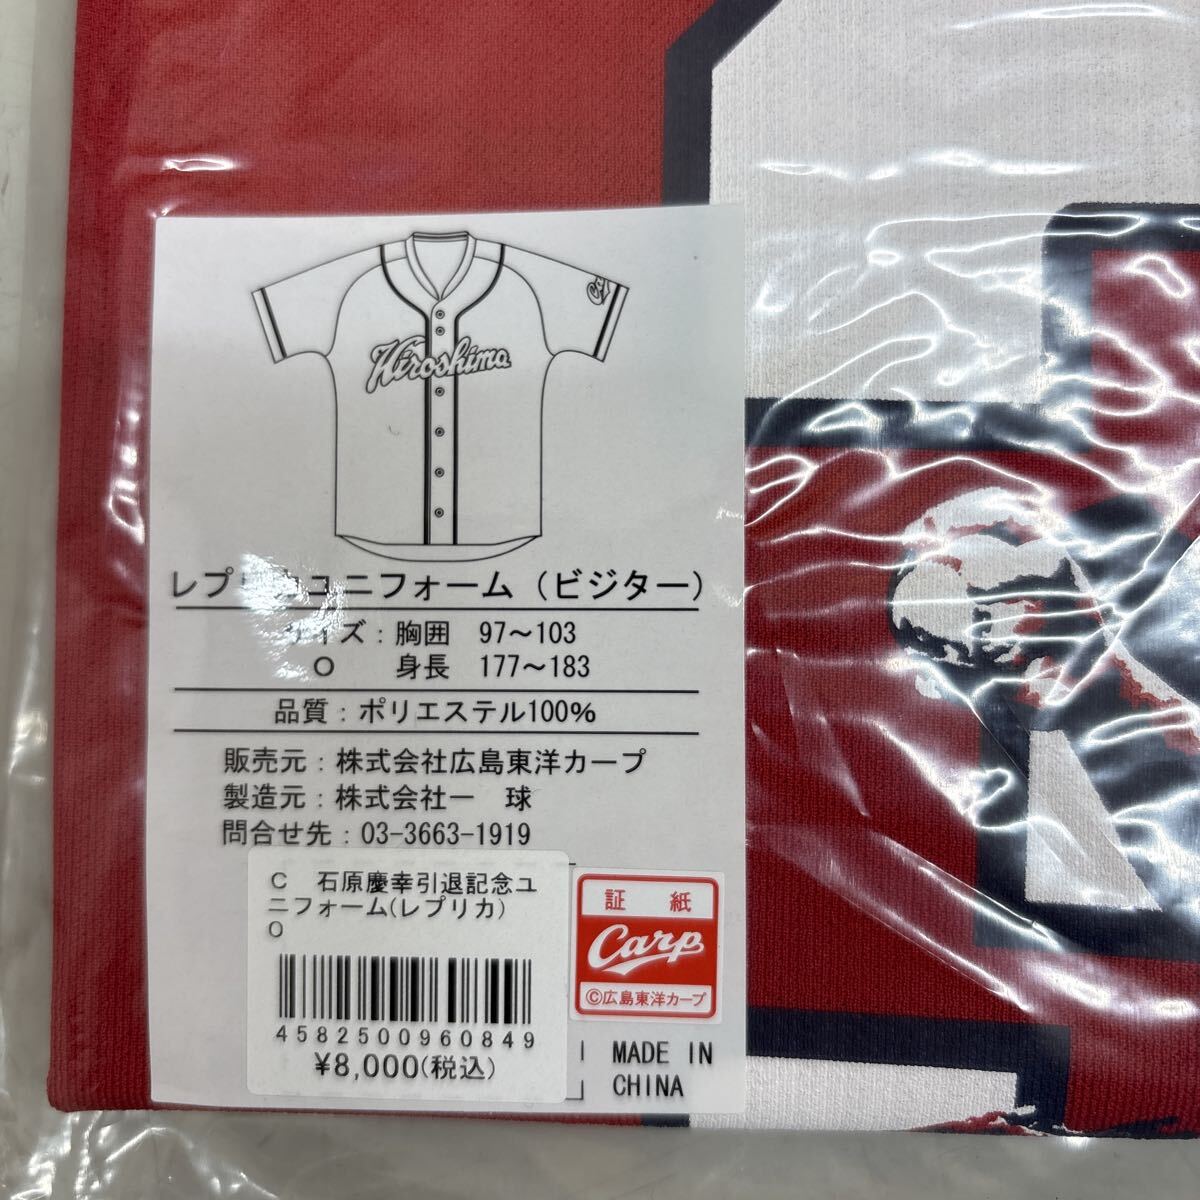 Hiroshima
レプリカユニフォーム（ビジター）
サイズ：胸囲　97～103
O　身長　177～183
品質：ポリエステル100%
販売元：株式会社広島東洋カープ
製造元：株式会社一　球
問合せ先：03-3663-1919
C　石原慶幸引退記念ユ
ニフォーム(レプリカ)
O
4582500960849
¥8,000(税込)
証　紙
Carp
©広島東洋カープ
MADE IN
CHINA